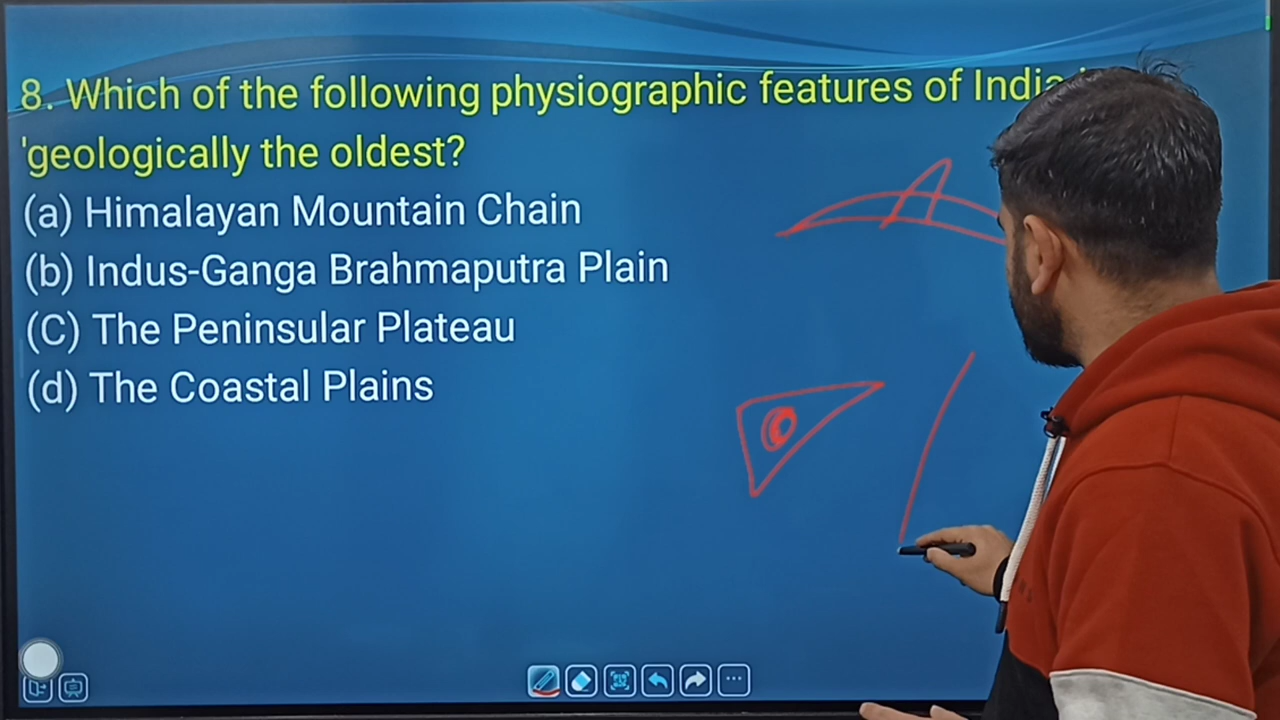 8. Which of the following physiographic features of India
'geologically the oldest?
(a) Himalayan Mountain Chain
(b) Indus-Ganga Brahmaputra Plain
(C) The Peninsular Plateau
(d) The Coastal Plains